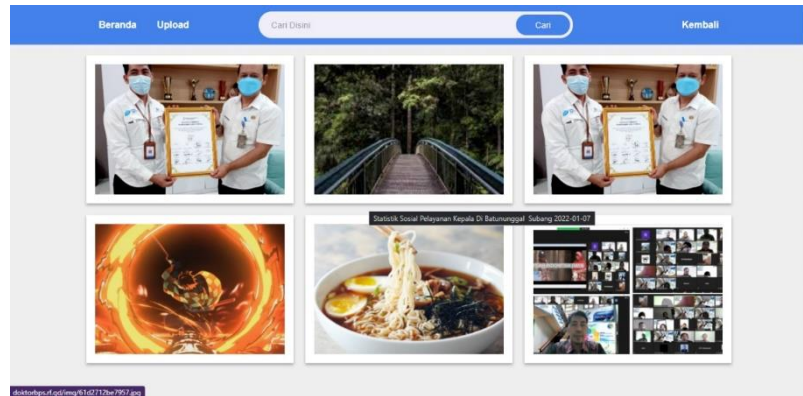 Beranda Upload Cari Disini Cari Kembali
Statistik Sosial Pelayanan Kepala Di Batununggal Subang 2022-01-07
doktorbps.rf.gd/img/61d2712be7957.jpg